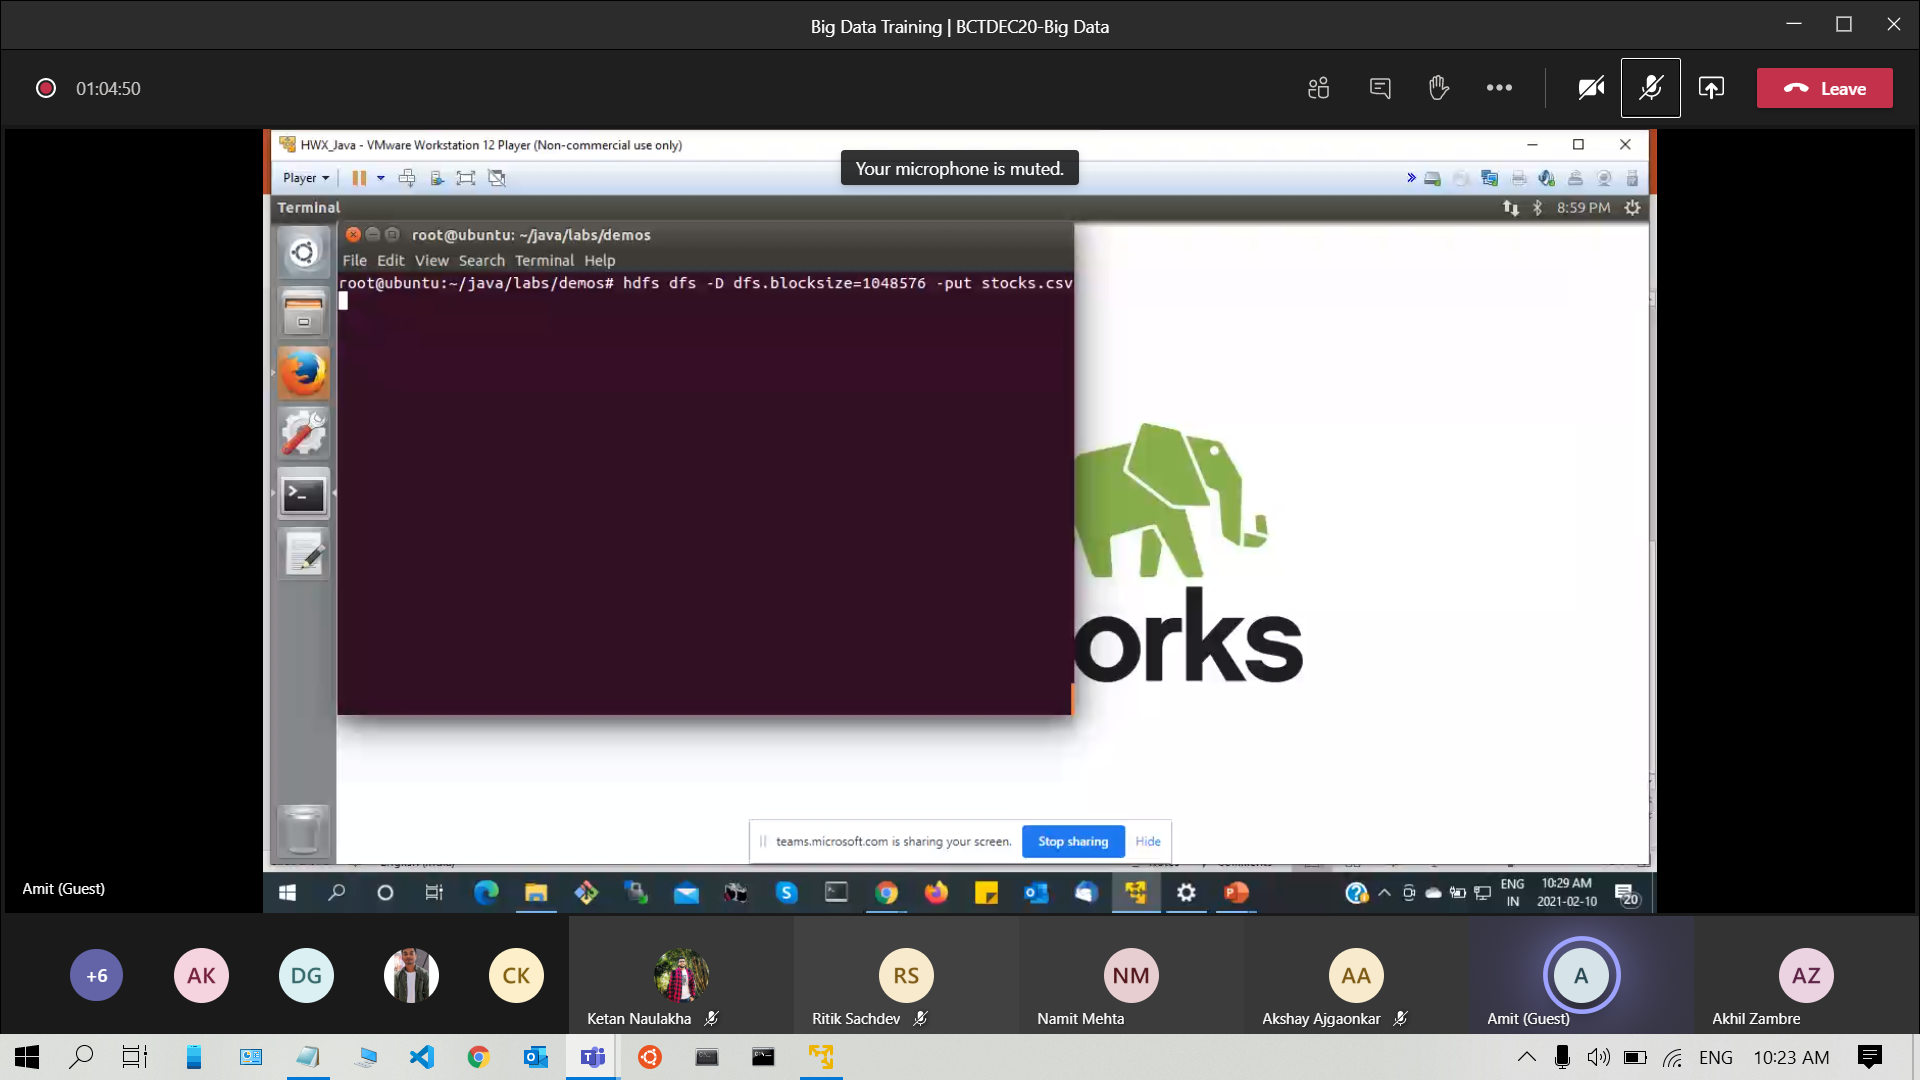 Big Data Training | BCTDEC20-Big Data
01:04:50
Leave
HWX_Java - VMware Workstation 12 Player (Non-commercial use only)
Your microphone is muted.
Player
Terminal
8:59 PM
root@ubuntu: ~/java/labs/demos
File Edit View Search Terminal Help
root@ubuntu:~/java/labs/demos# hdfs dfs -D dfs.blocksize=1048576 -put stocks.csv
orks
teams.microsoft.com is sharing your screen.
Stop sharing
Hide
Amit (Guest)
ENG
IN
10:29 AM
2021-02-10
20
+6
AK
DG
CK
RS
NM
AA
A
AZ
Ketan Naulakha
Ritik Sachdev
Namit Mehta
Akshay Ajgaonkar
Amit (Guest)
Akhil Zambre
ENG
10:23 AM